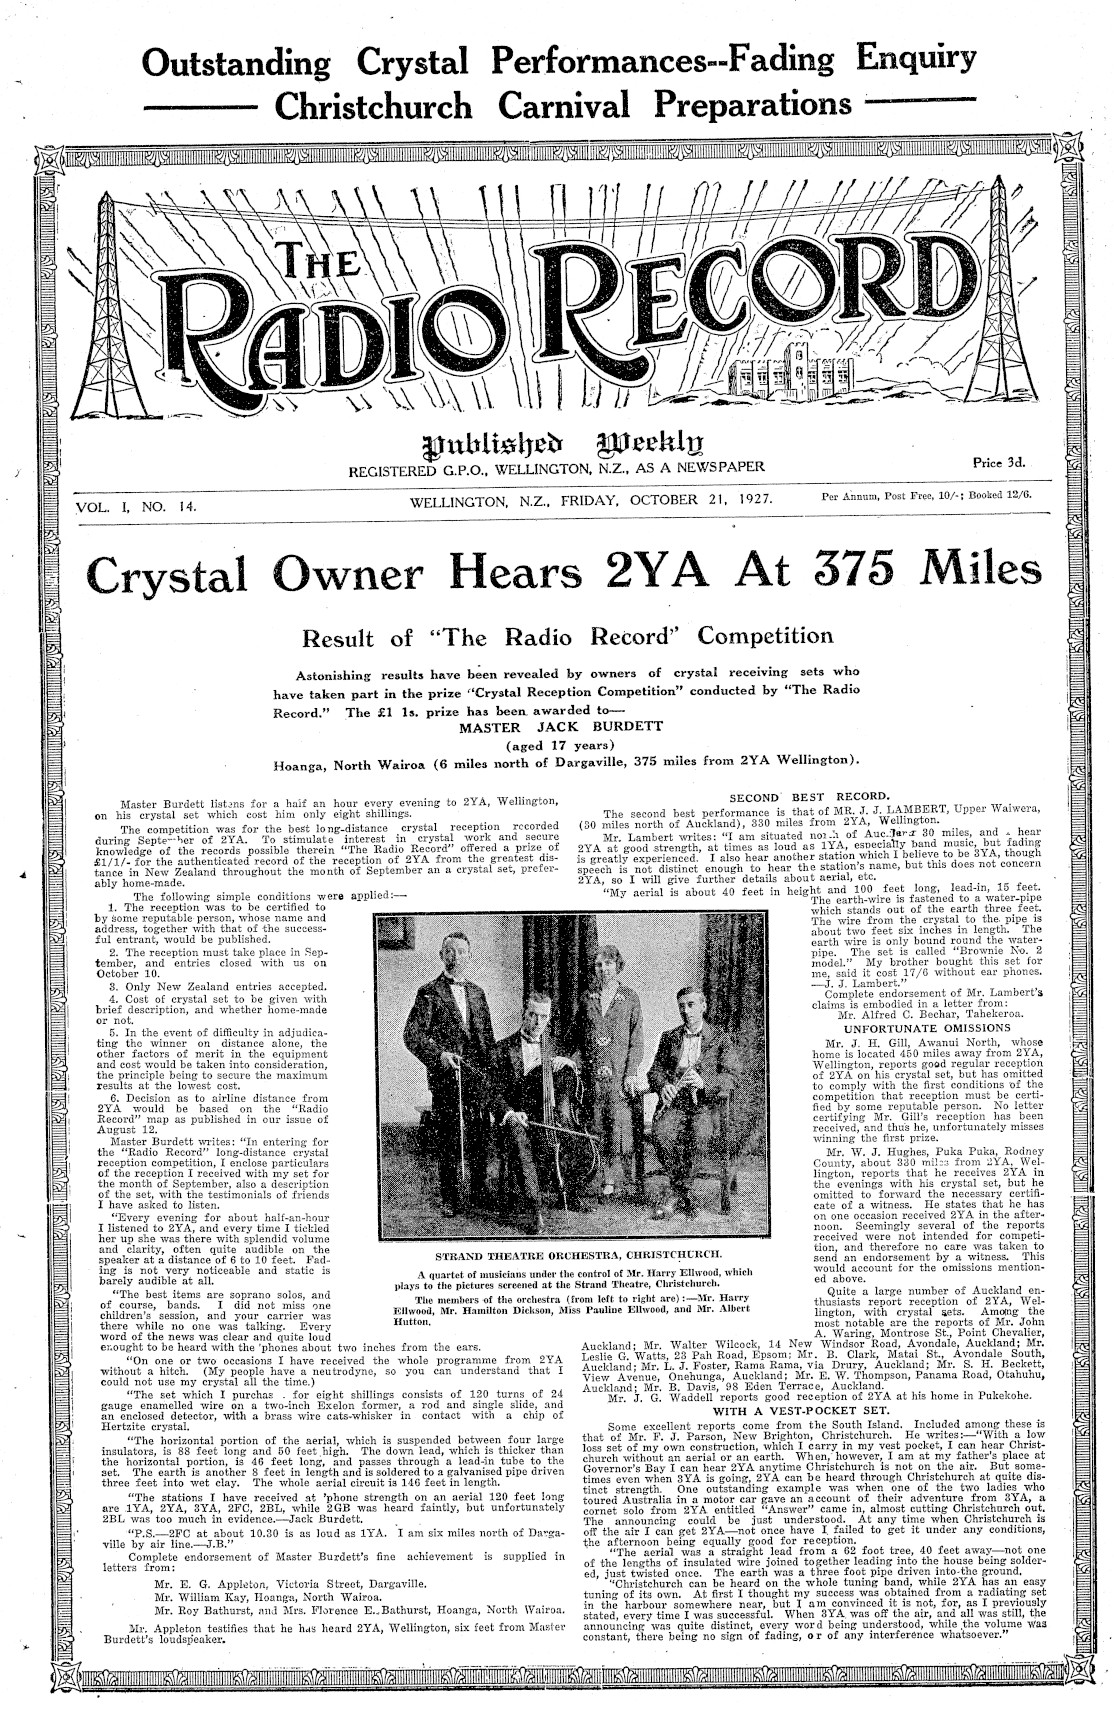 Outstanding Crystal Performances--Fading Enquiry
Christchurch Carnival Preparations
THE
RADIO RECORD
Published Weekly
REGISTERED G.P.O., WELLINGTON, N.Z., AS A NEWSPAPER
Price 3d.
VOL. I, NO. 14.
WELLINGTON, N.Z., FRIDAY, OCTOBER 21, 1927.
Per Annum, Post Free, 10/-; Booked 12/6.
Crystal Owner Hears 2YA At 375 Miles
Result of "The Radio Record" Competition
Astonishing results have been revealed by owners of crystal receiving sets who
have taken part in the prize "Crystal Reception Competition" conducted by "The Radio
Record." The £1 1s. prize has been awarded to—
MASTER JACK BURDETT
(aged 17 years)
Hoanga, North Wairoa (6 miles north of Dargaville, 375 miles from 2YA Wellington).
Master Burdett listens for a half an hour every evening to 2YA, Wellington,
on his crystal set which cost him only eight shillings.
The competition was for the best long-distance crystal reception recorded
during September of 2YA. To stimulate interest in crystal work and secure
knowledge of the records possible therein "The Radio Record" offered a prize of
£1/1/- for the authenticated record of the reception of 2YA from the greatest dis-
tance in New Zealand throughout the month of September an a crystal set, prefer-
ably home-made.
The following simple conditions were applied:—
1. The reception was to be certified to
by some reputable person, whose name and
address, together with that of the success-
ful entrant, would be published.
2. The reception must take place in Sep-
tember, and entries closed with us on
October 10.
3. Only New Zealand entries accepted.
4. Cost of crystal set to be given with
brief description, and whether home-made
or not.
5. In the event of difficulty in adjudica-
ting the winner on distance alone, the
other factors of merit in the equipment
and cost would be taken into consideration,
the principle being to secure the maximum
results at the lowest cost.
6. Decision as to airline distance from
2YA would be based on the "Radio
Record" map as published in our issue of
August 12.
Master Burdett writes: "In entering for
the "Radio Record" long-distance crystal
reception competition, I enclose particulars
of the reception I received with my set for
the month of September, also a description
of the set, with the testimonials of friends
I have asked to listen.
"Every evening for about half-an-hour
I listened to 2YA, and every time I tickled
her up she was there with splendid volume
and clarity, often quite audible on the
speaker at a distance of 6 to 10 feet. Fad-
ing is not very noticeable and static is
barely audible at all.
"The best items are soprano solos, and
of course, bands. I did not miss one
children's session, and your carrier was
there while no one was talking. Every
word of the news was clear and quite loud
enought to be heard with the 'phones about two inches from the ears.
"On one or two occasions I have received the whole programme from 2YA
without a hitch. (My people have a neutrodyne, so you can understand that I
could not use my crystal all the time.)
"The set which I purchas . for eight shillings consists of 120 turns of 24
gauge enamelled wire on a two-inch Exelon former, a rod and single slide, and
an enclosed detector, with a brass wire cats-whisker in contact with a chip of
Hertzite crystal.
"The horizontal portion of the aerial, which is suspended between four large
insulators, is 88 feet long and 50 feet high. The down lead, which is thicker than
the horizontal portion, is 46 feet long, and passes through a lead-in tube to the
set. The earth is another 8 feet in length and is soldered to a galvanised pipe driven
three feet into wet clay. The whole aerial circuit is 146 feet in length.
"The stations I have received at 'phone strength on an aerial 120 feet long
are 1YA, 2YA, 3YA, 2FC, 2BL, while 2GB was heard faintly, but unfortunately
2BL was too much in evidence.—Jack Burdett.
"P.S.—2FC at about 10.30 is as loud as 1YA. I am six miles north of Darga-
ville by air line.—J.B."
Complete endorsement of Master Burdett's fine achievement is supplied in
letters from:
Mr. E. G. Appleton, Victoria Street, Dargaville.
Mr. William Kay, Hoanga, North Wairoa.
Mr. Roy Bathurst, and Mrs. Florence E. Bathurst, Hoanga, North Wairoa.
Mr. Appleton testifies that he has heard 2YA, Wellington, six feet from Master
Burdett's loudspeaker.
STRAND THEATRE ORCHESTRA, CHRISTCHURCH.
A quartet of musicians under the control of Mr. Harry Ellwood, which
plays to the pictures screened at the Strand Theatre, Christchurch.
The members of the orchestra (from left to right are):—Mr. Harry
Ellwood, Mr. Hamilton Dickson, Miss Pauline Ellwood, and Mr. Albert
Hutton.
SECOND BEST RECORD.
The second best performance is that of MR. J. J. LAMBERT, Upper Waiwera,
(30 miles north of Auckland), 330 miles from 2YA, Wellington.
Mr. Lambert writes: "I am situated north of Auckland 30 miles, and hear
2YA at good strength, at times as loud as 1YA, especially band music, but fading
is greatly experienced. I also hear another station which I believe to be 3YA, though
speech is not distinct enough to hear the station's name, but this does not concern
2YA, so I will give further details about aerial, etc.
"My aerial is about 40 feet in height and 100 feet long, lead-in, 15 feet.
The earth-wire is fastened to a water-pipe
which stands out of the earth three feet.
The wire from the crystal to the pipe is
about two feet six inches in length. The
earth wire is only bound round the water-
pipe. The set is called "Brownie No. 2
model." My brother bought this set for
me, said it cost 17/6 without ear phones.
—J. J. Lambert."
Complete endorsement of Mr. Lambert's
claims is embodied in a letter from:
Mr. Alfred C. Bechar, Tahekeroa.
UNFORTUNATE OMISSIONS
Mr. J. H. Gill, Awanui North, whose
home is located 450 miles away from 2YA,
Wellington, reports good regular reception
of 2YA on his crystal set, but has omitted
to comply with the first conditions of the
competition that reception must be certi-
fied by some reputable person. No letter
certifying Mr. Gill's reception has been
received, and thus he, unfortunately misses
winning the first prize.
Mr. W. J. Hughes, Puka Puka, Rodney
County, about 330 miles from 2YA, Wel-
lington, reports that he receives 2YA in
the evenings with his crystal set, but he
omitted to forward the necessary certifi-
cate of a witness. He states that he has
on one occasion received 2YA in the after-
noon. Seemingly several of the reports
received were not intended for competi-
tion, and therefore no care was taken to
send an endorsement by a witness. This
would account for the omissions mention-
ed above.
Quite a large number of Auckland en-
thusiasts report reception of 2YA, Wel-
lington, with crystal sets. Among the
most notable are the reports of Mr. John
A. Waring, Montrose St., Point Chevalier,
Auckland; Mr. Walter Wilcock, 14 New Windsor Road, Avondale, Auckland; Mr.
Leslie G. Watts, 23 Pah Road, Epsom; Mr. B. Clark, Matai St., Avondale South,
Auckland; Mr. L. J. Foster, Rama Rama, via Drury, Auckland; Mr. S. H. Beckett,
View Avenue, Onehunga, Auckland; Mr. E. W. Thompson, Panama Road, Otahuhu,
Auckland; Mr. B. Davis, 98 Eden Terrace, Auckland.
Mr. J. G. Waddell reports good reception of 2YA at his home in Pukekohe.
WITH A VEST-POCKET SET.
Some excellent reports come from the South Island. Included among these is
that of Mr. F. J. Parson, New Brighton, Christchurch. He writes:—"With a low
loss set of my own construction, which I carry in my vest pocket, I can hear Christ-
church without an aerial or earth. When, however, I am at my father's place at
Governor's Bay I can hear 2YA anytime Christchurch is not on the air. But some-
times even when 3YA is going, 2YA can be heard through Christchurch at quite dis-
tinct strength. One outstanding example was when one of the two ladies who
toured Australia in a motor car gave an account of their adventure from 3YA, a
cornet solo from 2YA entitled "Answer" came in, almost cutting Christchurch out.
The announcing could be just understood. At any time when Christchurch is
off the air I can get 2YA—not once have I failed to get it under any conditions,
the afternoon being equally good for reception.
"The aerial was a straight lead from a 62 foot tree, 40 feet away—not one
of the lengths of insulated wire joined together leading into the house being solder-
ed, just twisted once. The earth was a three foot pipe driven into the ground.
"Christchurch can be heard on the whole tuning band, while 2YA has an easy
tuning of its own. At first I thought my success was obtained from a radiating set
in the harbour somewhere near, but I am convinced it is not, for, as I previously
stated, every time I was successful. When 3YA was off the air, and all was still, the
announcing was quite distinct, every word being understood, while the volume was
constant, there being no sign of fading, or of any interference whatsoever."